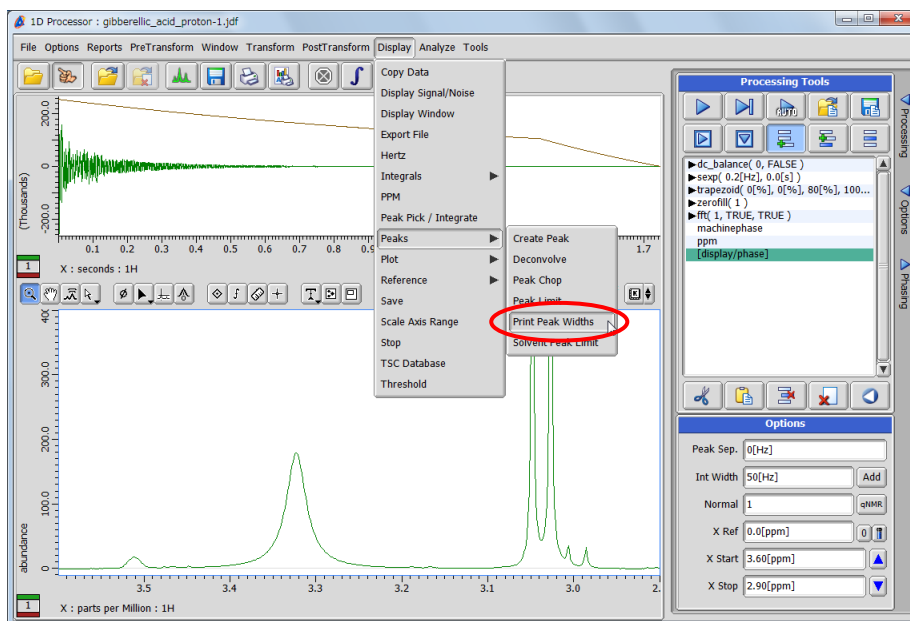 1D Processor : gibberellic_acid_proton-1.jdf
File Options Reports PreTransform Window Transform PostTransform Display Analyze Tools
Copy Data
Display Signal/Noise
Display Window
Export File
Hertz
Integrals
PPM
Peak Pick / Integrate
Peaks
Plot
Reference
Save
Scale Axis Range
Stop
TSC Database
Threshold
Create Peak
Deconvolve
Peak Chop
Peak Limit
Print Peak Widths
Solvent Peak Limit
(Thousands)
200.0
0
-200.0
0.1 0.2 0.3 0.4 0.5 0.6 0.7 0.8 0.9 1.7
1
X : seconds : 1H
abundance
300.0
200.0
100.0
0
3.5 3.4 3.3 3.2 3.1 3.0 2.
1
X : parts per Million : 1H
Processing Tools
AUTO
dc_balance( 0, FALSE )
sexp( 0.2[Hz], 0.0[s] )
trapezoid( 0[%], 0[%], 80[%], 100...
zerofill( 1 )
fft( 1, TRUE, TRUE )
machinephase
ppm
[display/phase]
Options
Peak Sep. 0[Hz]
Int Width 50[Hz] Add
Normal 1 qNMR
X Ref 0.0[ppm] 0
X Start 3.60[ppm]
X Stop 2.90[ppm]
Processing
Options
Phasing